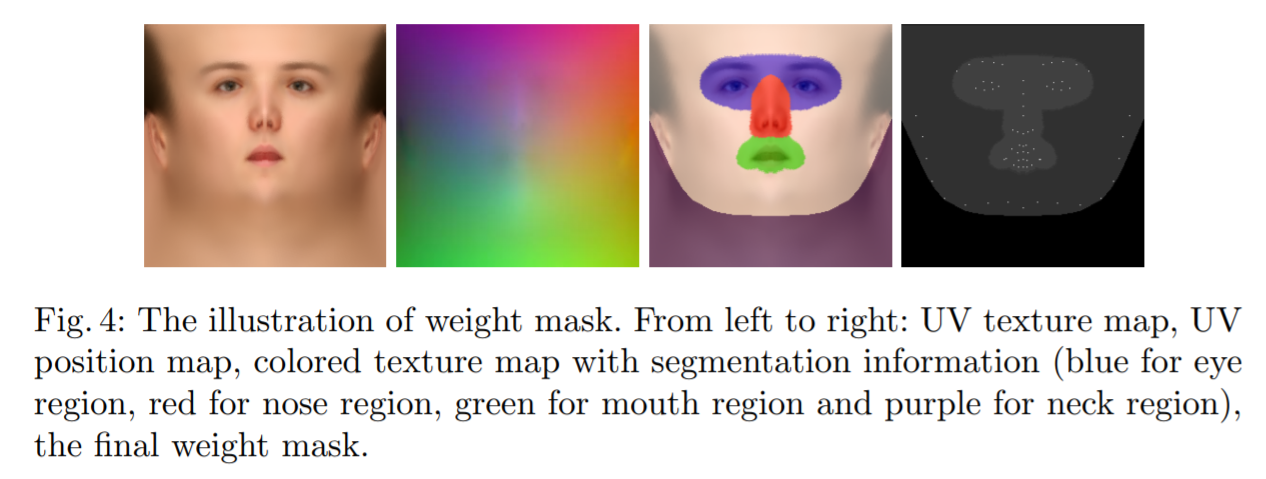 Fig. 4: The illustration of weight mask. From left to right: UV texture map, UV
position map, colored texture map with segmentation information (blue for eye
region, red for nose region, green for mouth region and purple for neck region),
the final weight mask.